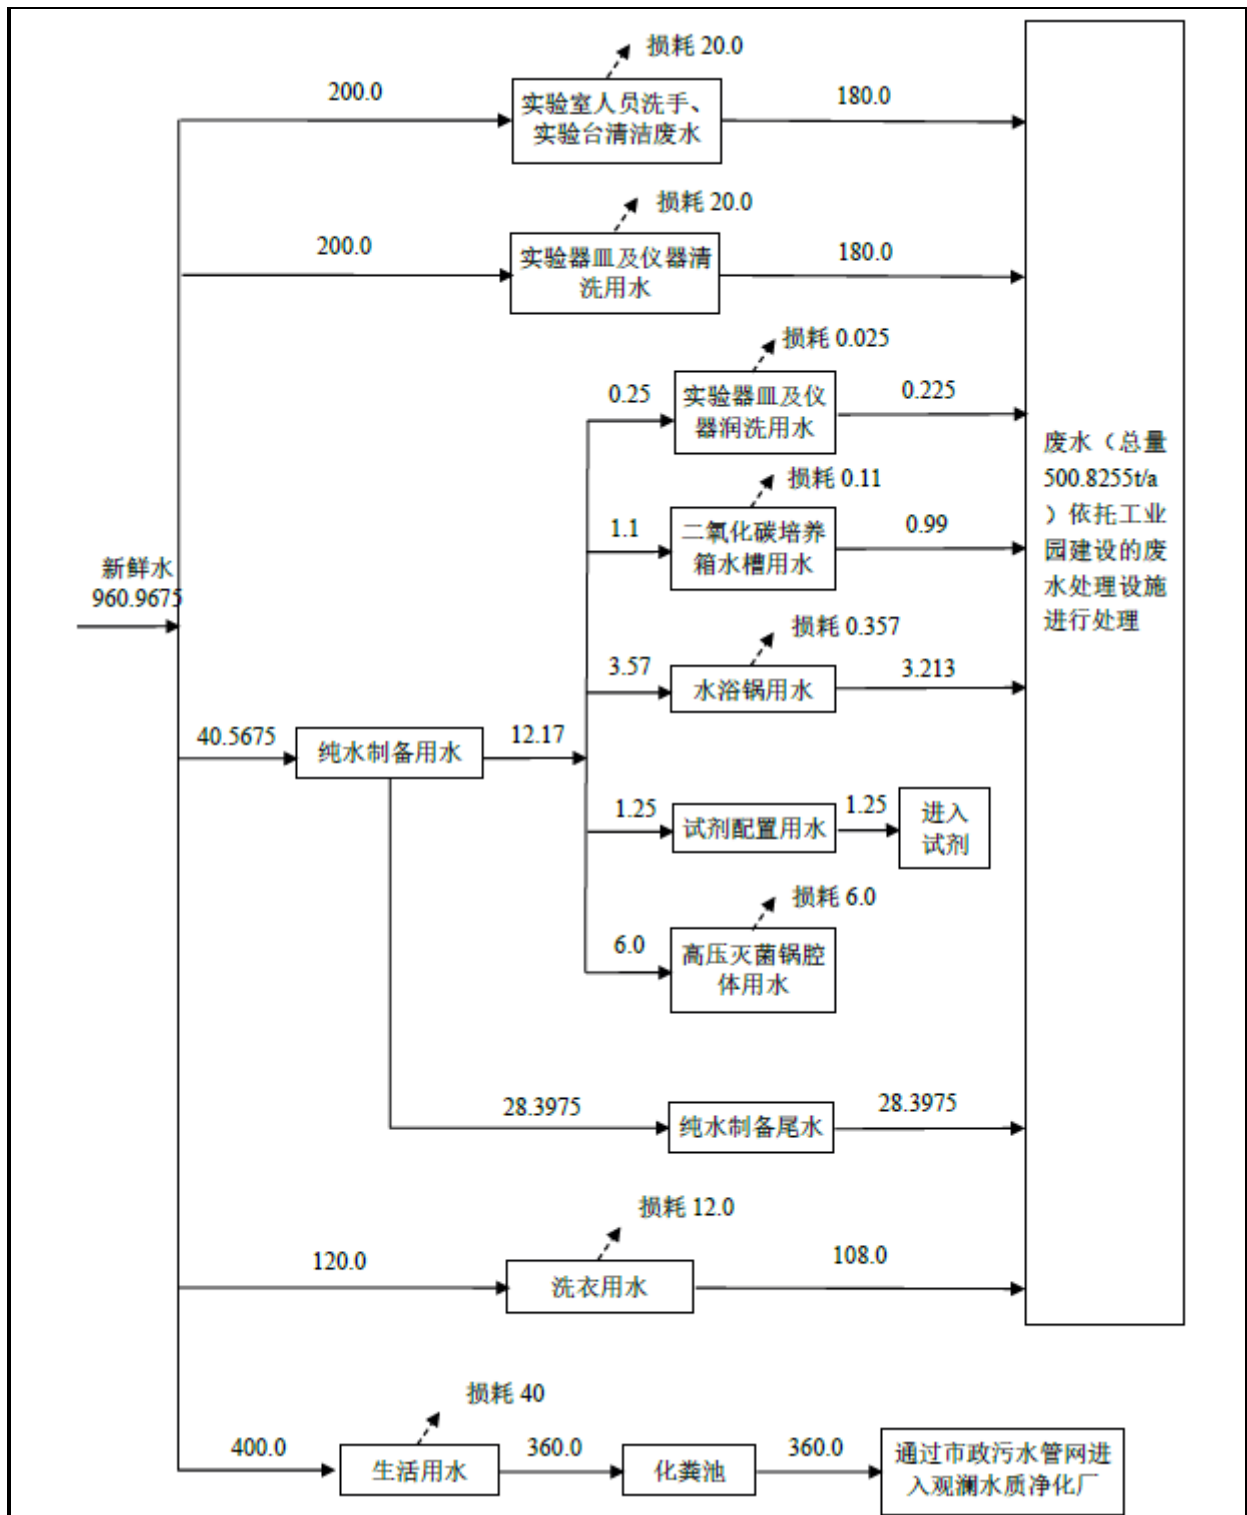 损耗 20.0
200.0
实验室人员洗手、
实验台清洁废水
180.0
损耗 20.0
200.0
实验器皿及仪器清
洗用水
180.0
损耗 0.025
0.25
实验器皿及仪
器润洗用水
0.225
损耗 0.11
1.1
二氧化碳培养
箱水槽用水
0.99
废水（总量
500.8255t/a
）依托工业
园建设的废
水处理设施
进行处理
新鲜水
960.9675
损耗 0.357
3.57
水浴锅用水
3.213
40.5675
纯水制备用水
12.17
1.25
试剂配置用水
1.25
进入
试剂
损耗 6.0
6.0
高压灭菌锅腔
体用水
28.3975
纯水制备尾水
28.3975
损耗 12.0
120.0
洗衣用水
108.0
损耗 40
400.0
生活用水
360.0
化粪池
360.0
通过市政污水管网进
入观澜水质净化厂